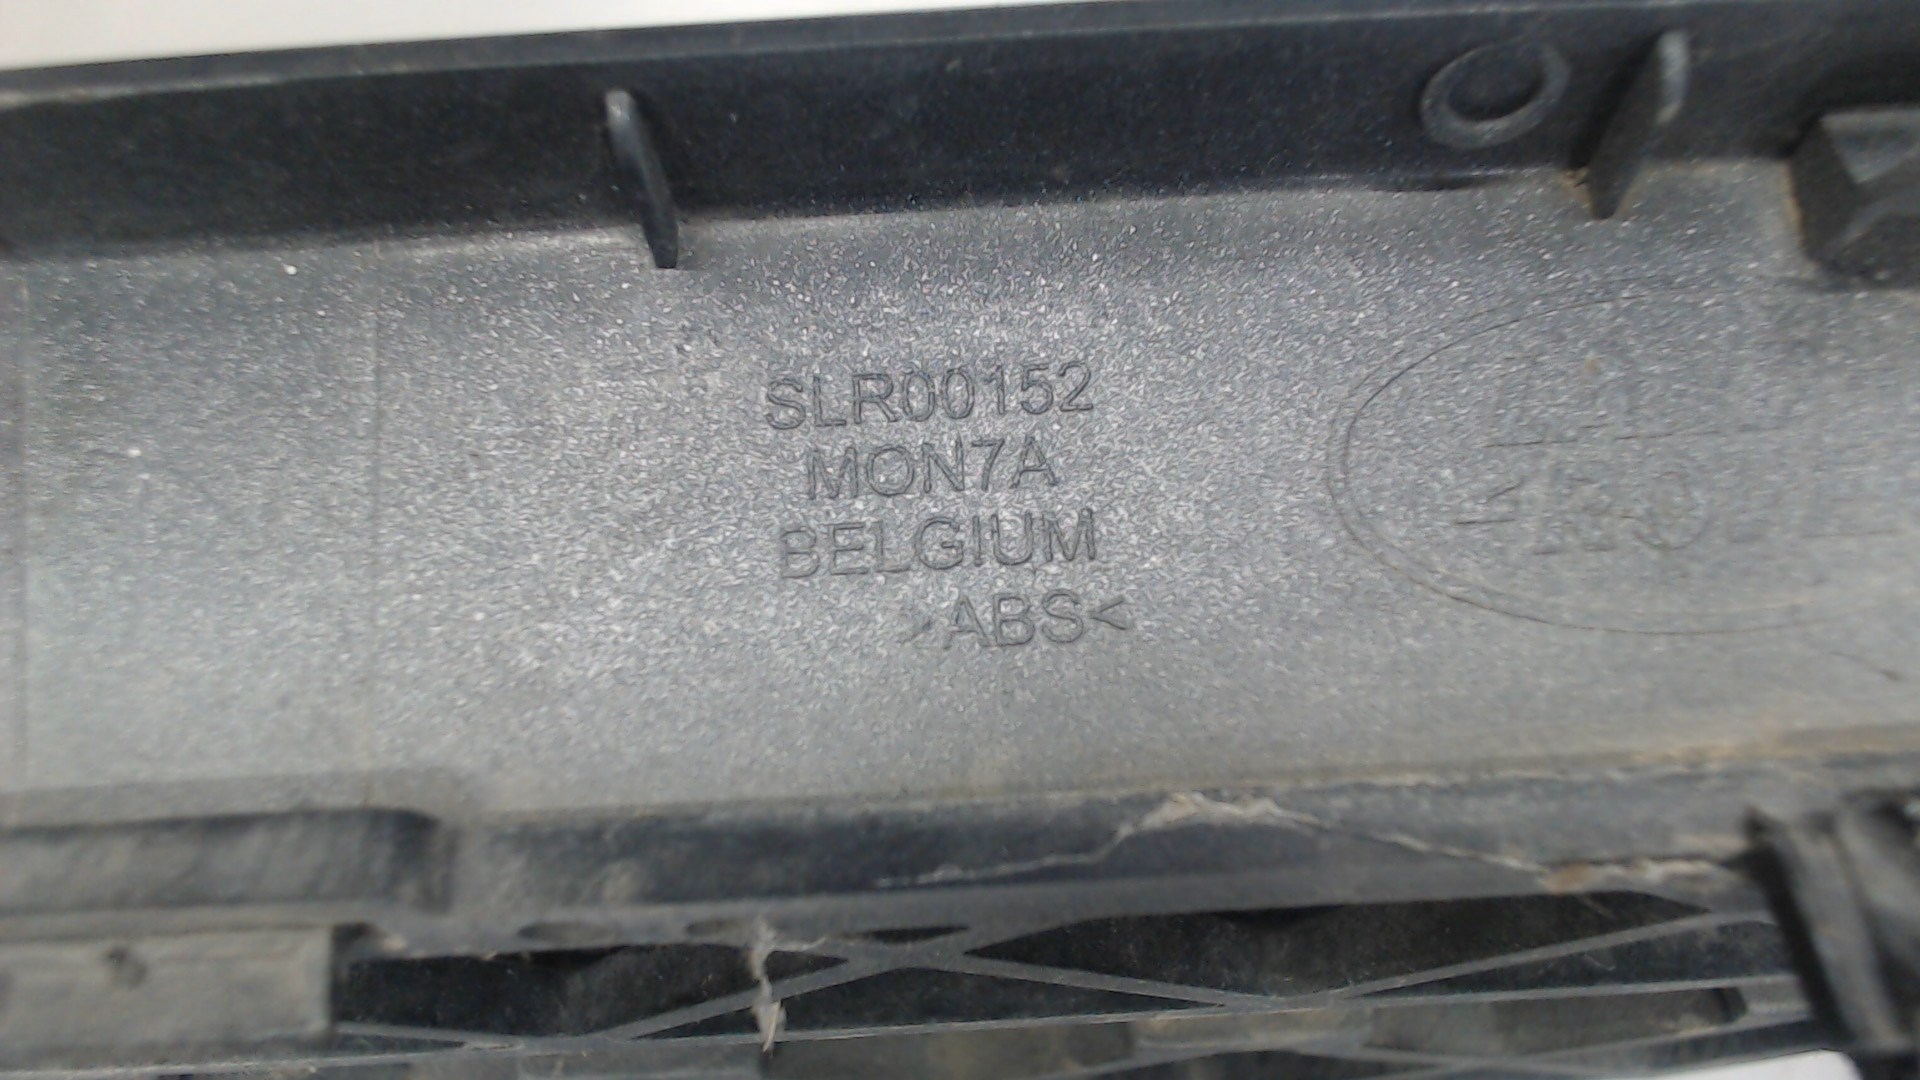 SLR00152
MON7A
BELGIUM
>ABS<